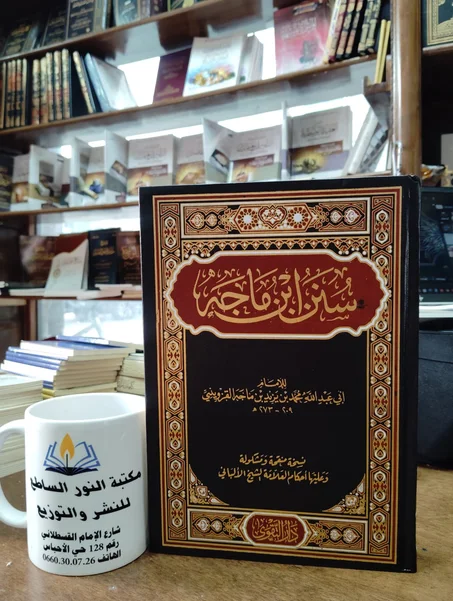 سنن ابن ماجه
للإمام
أبي عبد الله محمد بن يزيد بن ماجه القزويني
٢٠٩ - ٢٧٣ هـ
نسخة منقحة ومشكولة
وعليها أحكام العلامة الشيخ الألباني
دار التقوى
مكتبة النور الساطع
للنشر والتوزيع
شارع الإمام القسطلاني
رقم 128 حي الأحباس
الهاتف 0660.30.07.26